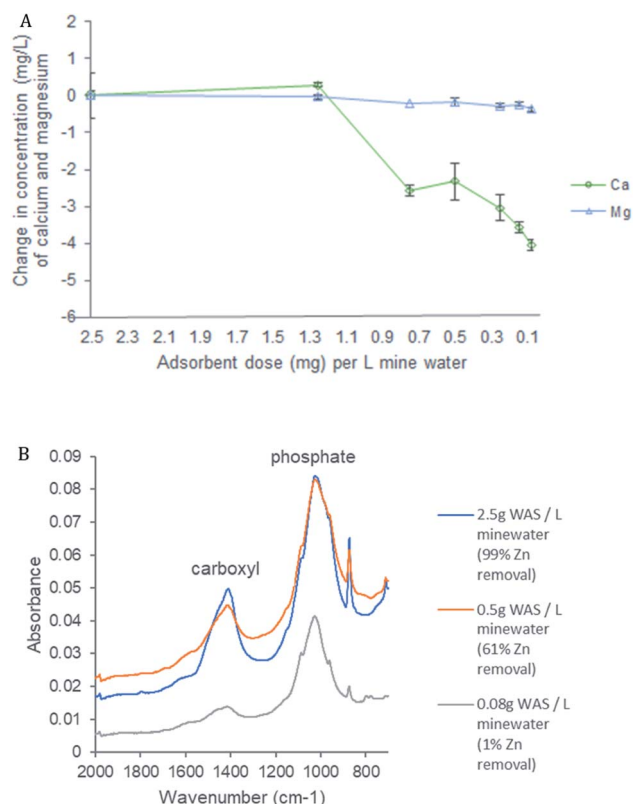 A
Change in concentration (mg/L)
of calcium and magnesium
2
1
0
-1
-2
-3
-4
-5
-6
2.5 2.3 2.1 1.9 1.7 1.5 1.3 1.1 0.9 0.7 0.5 0.3 0.1
Adsorbent dose (mg) per L mine water
Ca
Mg
B
phosphate
carboxyl
Absorbance
0.09
0.08
0.07
0.06
0.05
0.04
0.03
0.02
0.01
0
2000 1800 1600 1400 1200 1000 800
Wavenumber (cm-1)
2.5g WAS / L
minewater
(99% Zn
removal)
0.5g WAS / L
minewater
(61% Zn
removal)
0.08g WAS / L
minewater
(1% Zn
removal)